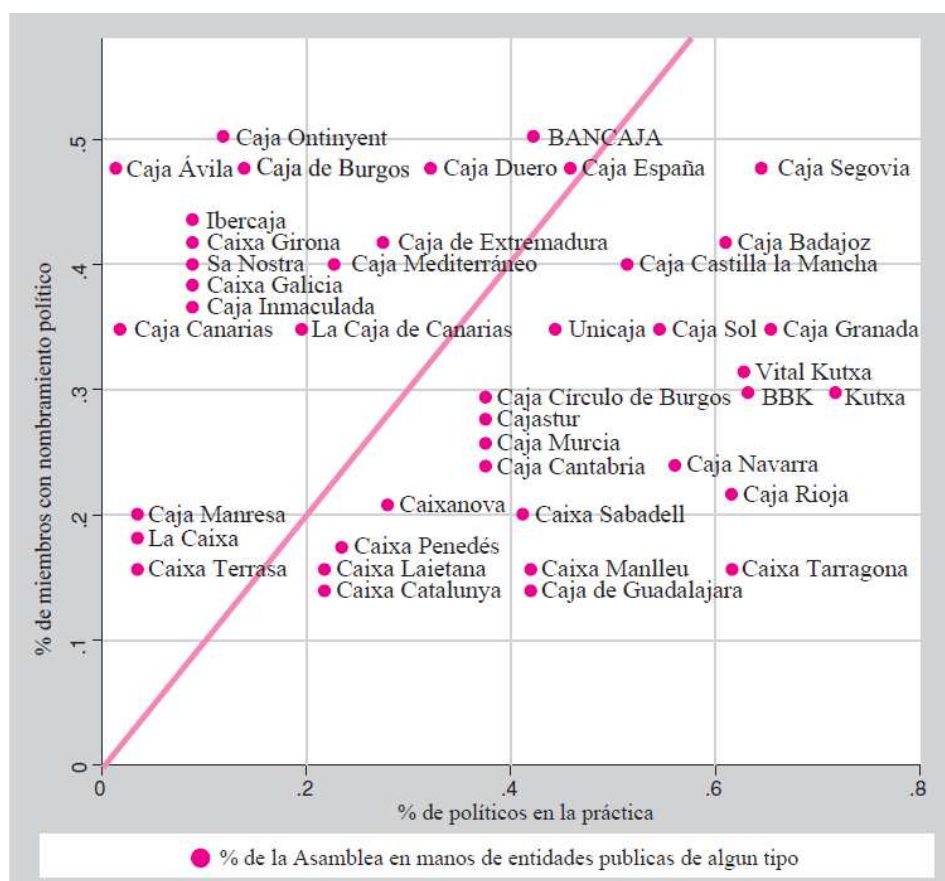 % de miembros con nombramiento político
.5
.4
.3
.2
.1
0
Caja Ontinyent BANCAJA
Caja Ávila Caja de Burgos Caja Duero Caja España Caja Segovia
Ibercaja
Caixa Girona Caja de Extremadura Caja Badajoz
Sa Nostra Caja Mediterráneo Caja Castilla la Mancha
Caixa Galicia
Caja Inmaculada
Caja Canarias La Caja de Canarias Unicaja Caja Sol Caja Granada
Vital Kutxa
Caja Círculo de Burgos BBK Kutxa
Cajastur
Caja Murcia
Caja Cantabria Caja Navarra
Caja Rioja
Caja Manresa Caixanova Caixa Sabadell
La Caixa
Caixa Penedés
Caixa Terrasa Caixa Laietana Caixa Manlleu Caixa Tarragona
Caixa Catalunya Caja de Guadalajara
0 .2 .4 .6 .8
% de políticos en la práctica
% de la Asamblea en manos de entidades publicas de algun tipo